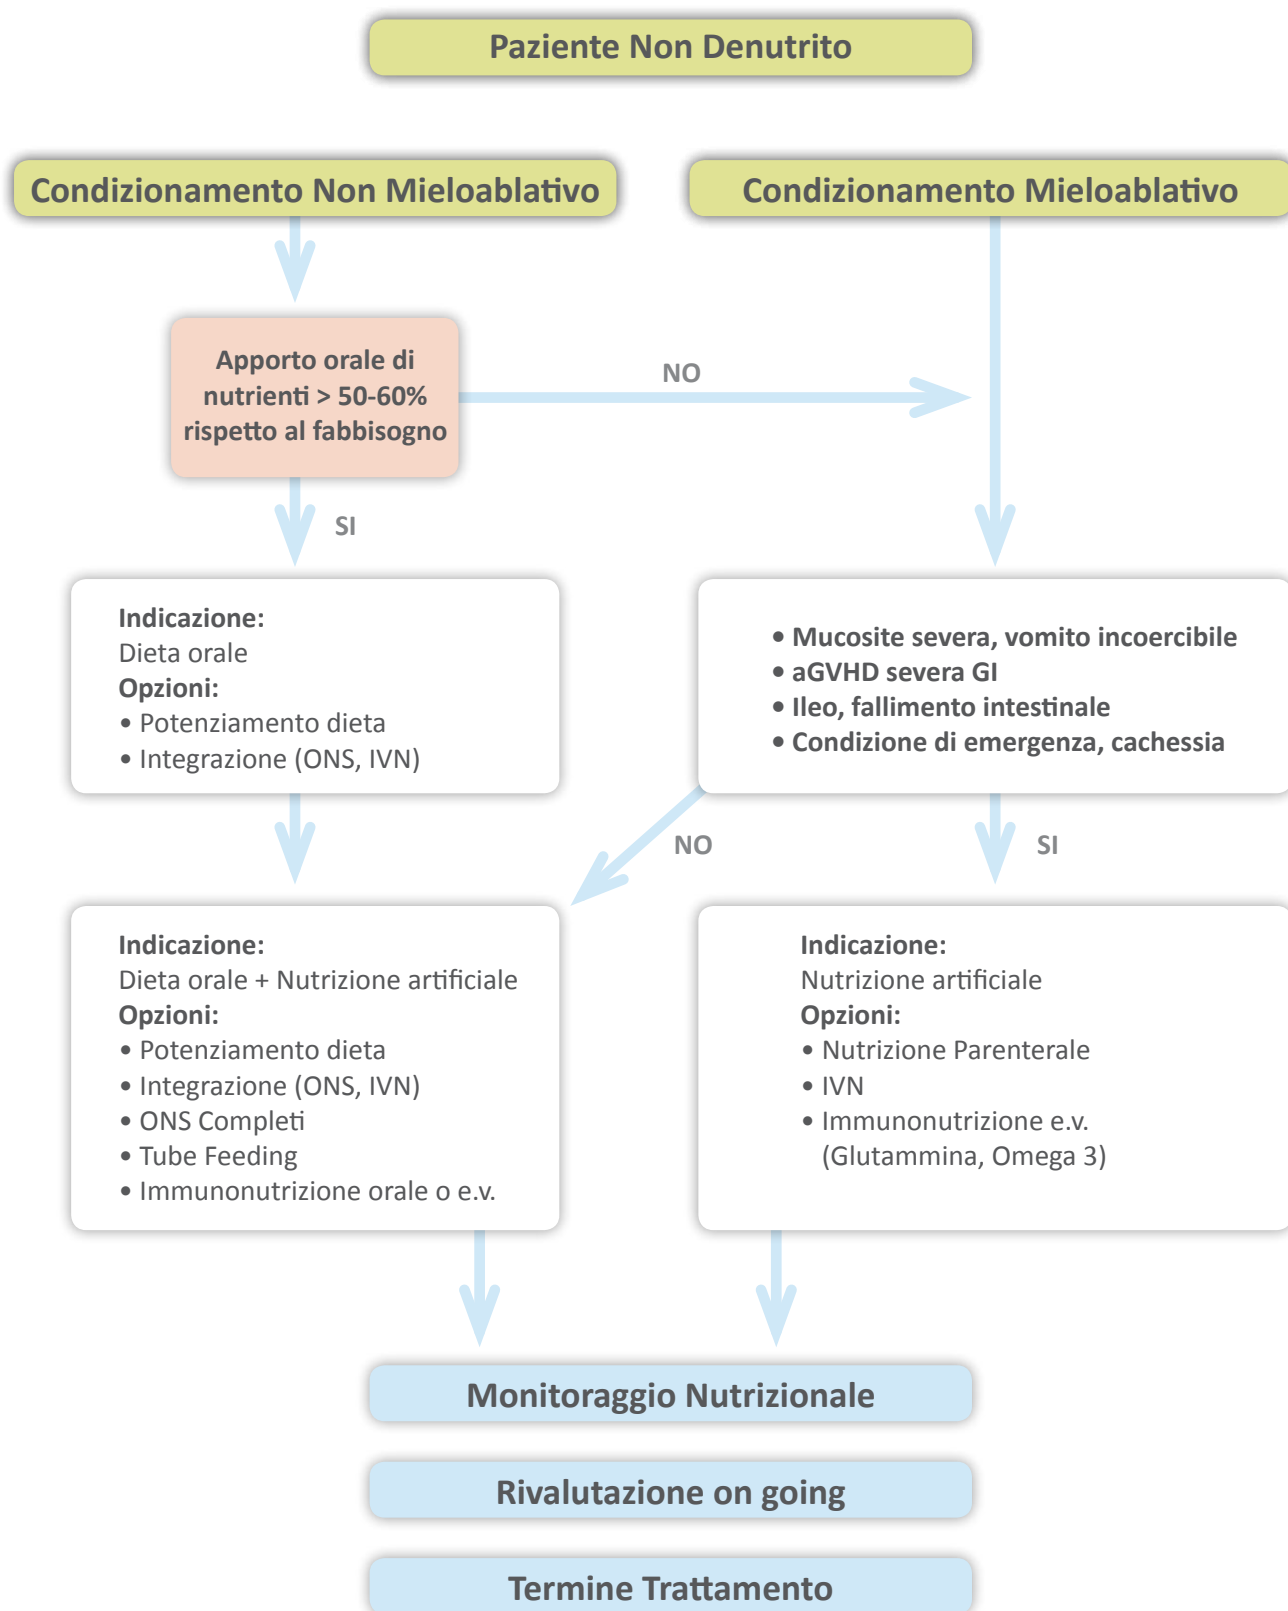 Paziente Non Denutrito
Condizionamento Non Mieloablativo
Condizionamento Mieloablativo
Apporto orale di
nutrienti > 50-60%
rispetto al fabbisogno
NO
SI
Indicazione:
Dieta orale
Opzioni:
• Potenziamento dieta
• Integrazione (ONS, IVN)
• Mucosite severa, vomito incoercibile
• aGVHD severa GI
• Ileo, fallimento intestinale
• Condizione di emergenza, cachessia
NO
SI
Indicazione:
Dieta orale + Nutrizione artificiale
Opzioni:
• Potenziamento dieta
• Integrazione (ONS, IVN)
• ONS Completi
• Tube Feeding
• Immunonutrizione orale o e.v.
Indicazione:
Nutrizione artificiale
Opzioni:
• Nutrizione Parenterale
• IVN
• Immunonutrizione e.v.
(Glutammina, Omega 3)
Monitoraggio Nutrizionale
Rivalutazione on going
Termine Trattamento